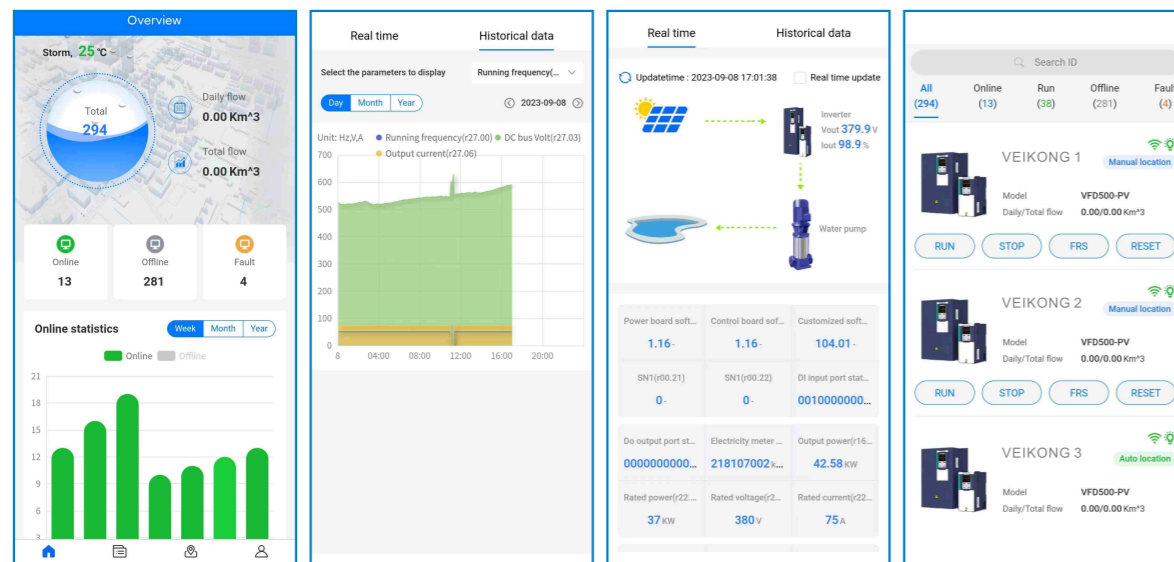 Overview
Storm, 25 °C
Total
294
Daily flow
0.00 Km^3
Total flow
0.00 Km^3
Online
13
Offline
281
Fault
4
Online statistics
Week Month Year
Online Offline
21
18
15
12
9
6
3
Real time Historical data
Select the parameters to display Running frequency(...
Day Month Year 2023-09-08
Unit: Hz,V,A Running frequency(r27.00) DC bus Volt(r27.03)
Output current(r27.06)
700
600
500
400
300
200
100
0
8 04:00 08:00 12:00 16:00 20:00
Real time Historical data
Updatetime : 2023-09-08 17:01:38 Real time update
Inverter
Vout 379.9 V
Iout 98.9 %
Water pump
Power board soft... Control board sof... Customized soft...
1.16 - 1.16 - 104.01 -
SN1(r00.21) SN1(r00.22) DI input port stat...
0 - 0 - 0010000000...
Do output port st... Electricity meter ... Output power(r16...
0000000000... 218107002 k... 42.58 KW
Rated power(r22.... Rated voltage(r2... Rated current(r22...
37 KW 380 V 75 A
Search ID
All Online Run Offline Fault
(294) (13) (38) (281) (4)
VEIKONG 1
Manual location
Model VFD500-PV
Daily/Total flow 0.00/0.00 Km^3
RUN STOP FRS RESET
VEIKONG 2
Manual location
Model VFD500-PV
Daily/Total flow 0.00/0.00 Km^3
RUN STOP FRS RESET
VEIKONG 3
Auto location
Model VFD500-PV
Daily/Total flow 0.00/0.00 Km^3